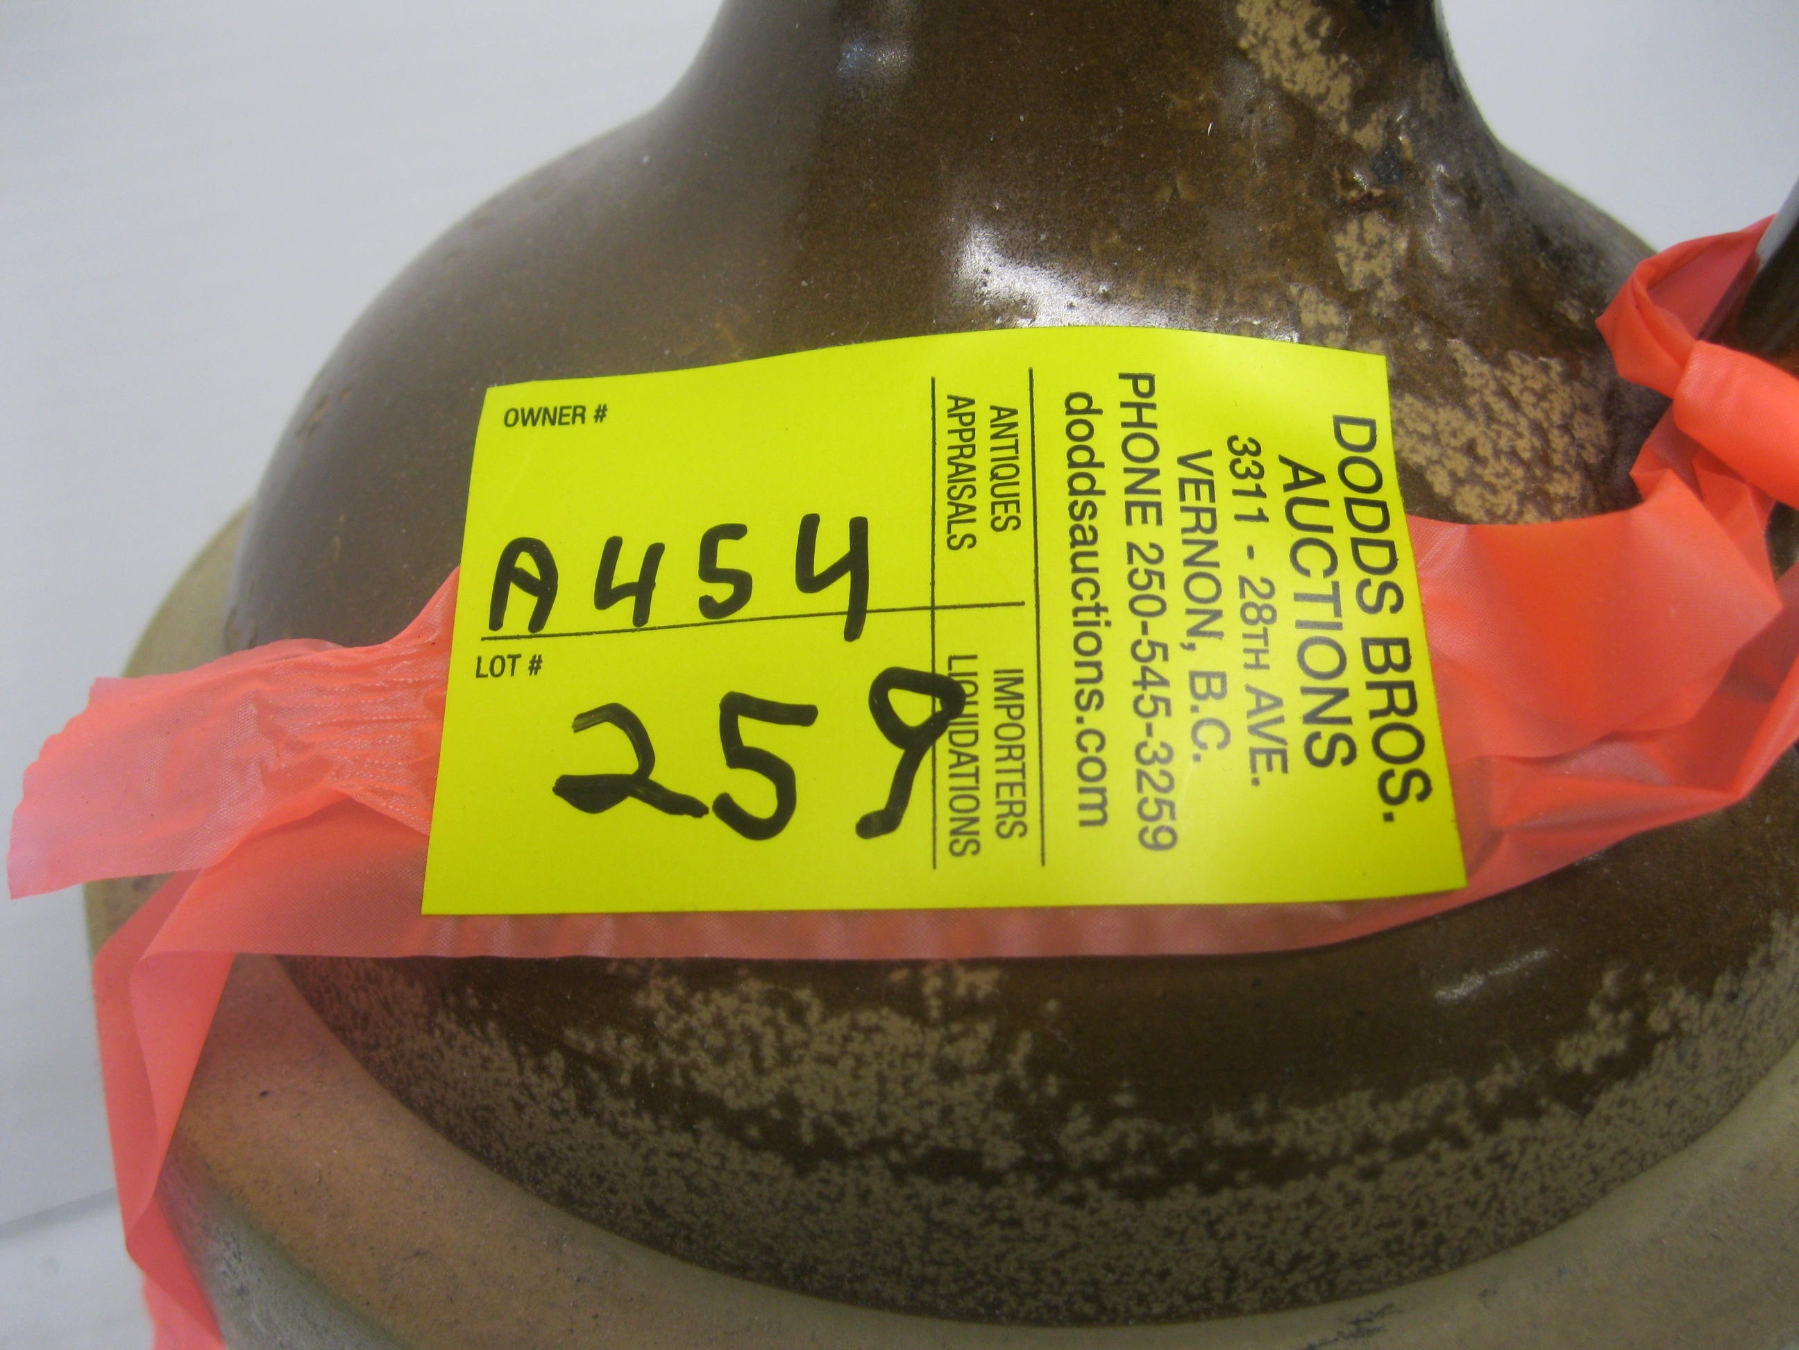 DODDS BROS.
AUCTIONS
3311 - 28TH AVE.
VERNON, B.C.
PHONE 250-545-3259
doddsauctions.com
ANTIQUES IMPORTERS
APPRAISALS LIQUIDATIONS
OWNER #
A454
LOT #
259